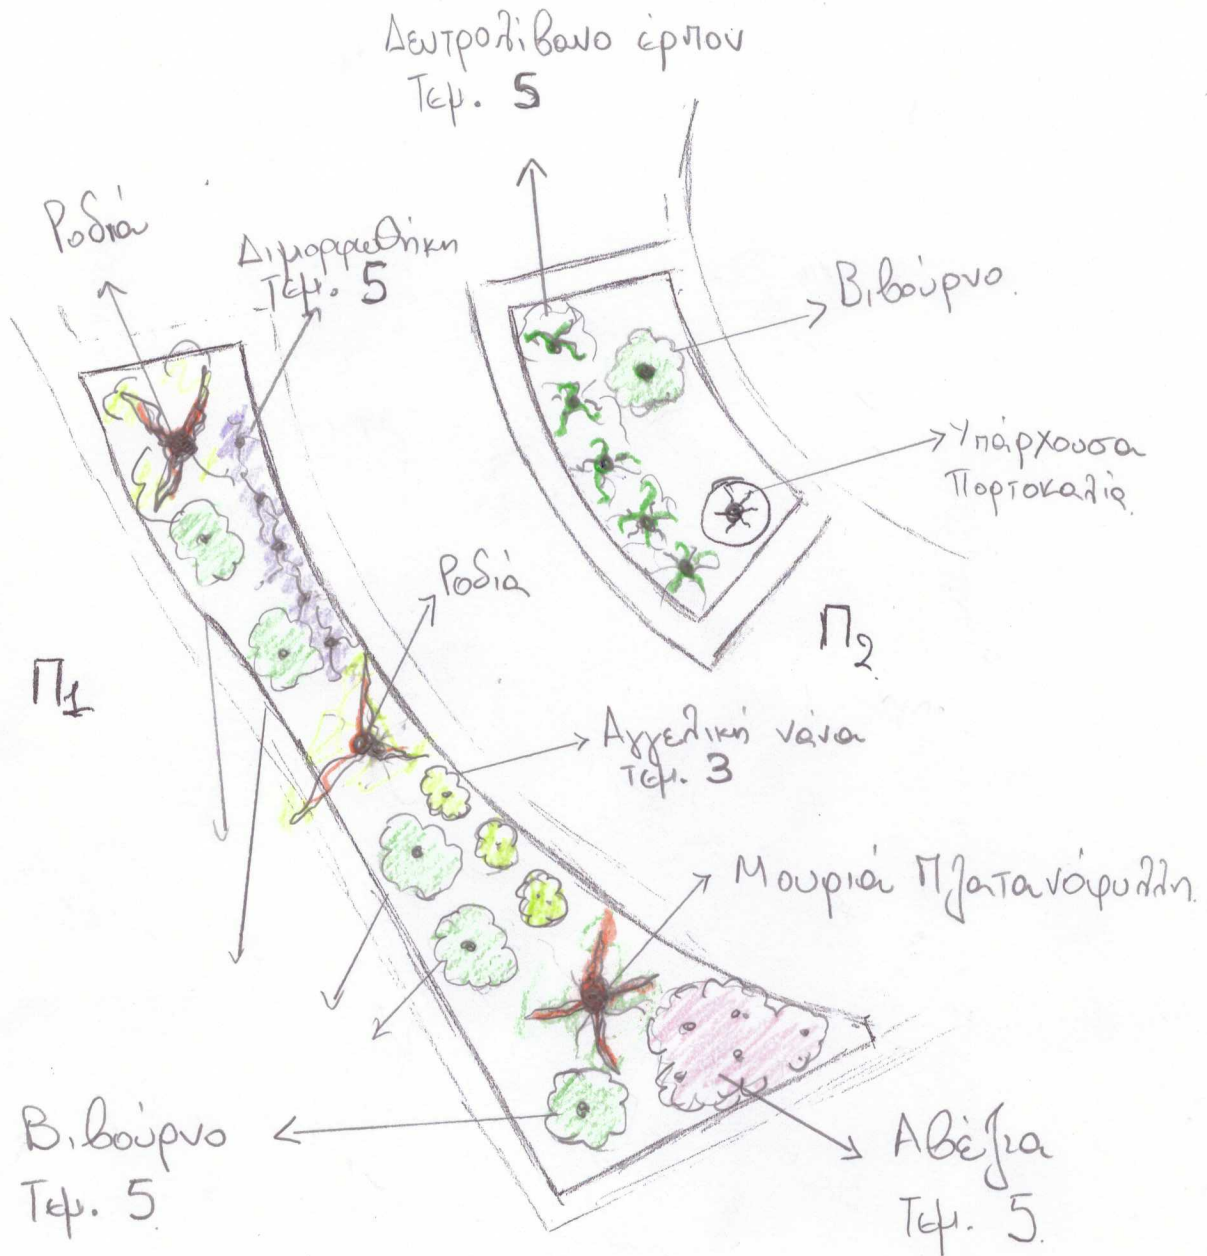 Δεντρολίβανο έρπον
Τεμ. 5
Ροδιά
Διμορφωθήκη
Τεμ. 5
Βιβούρνο
Υπάρχουσα
Πορτοκαλιά
Ροδιά
Π1
Π2
Αγγελική νάνα
Τεμ. 3
Μουριά Πλατανόφυλλη
Βιβούρνο
Τεμ. 5
Αβέλια
Τεμ. 5